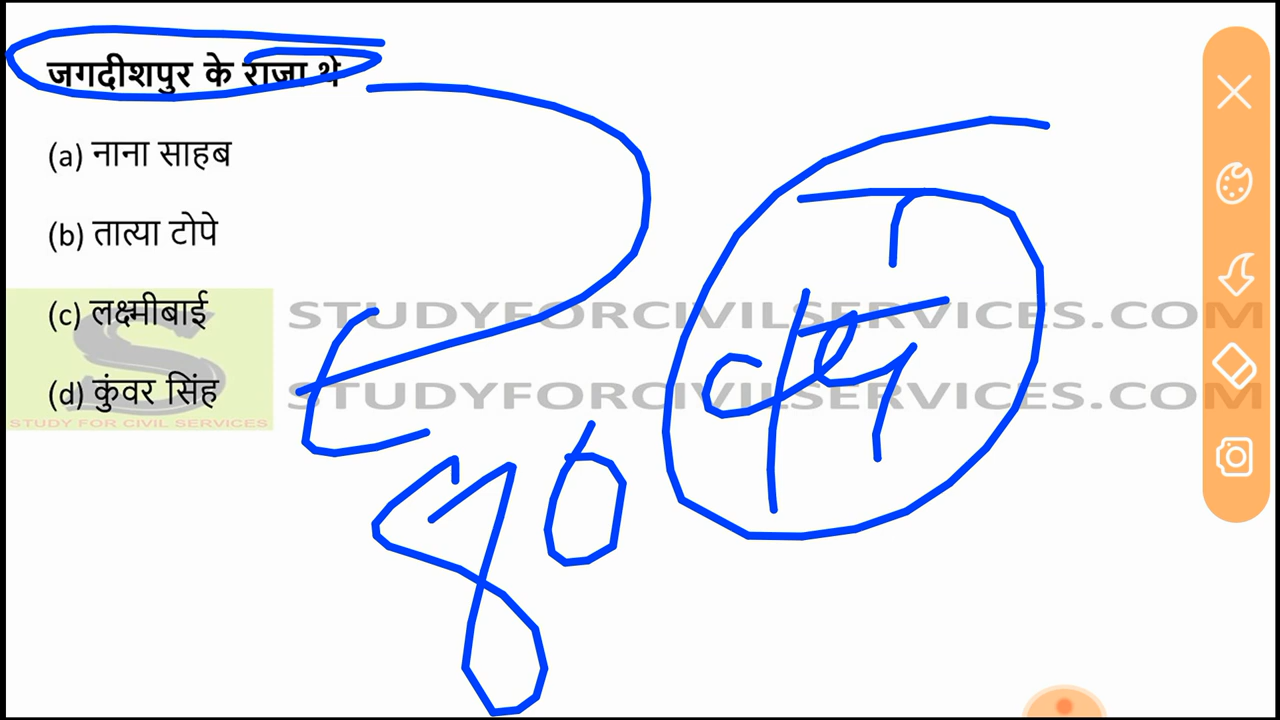 जगदीशपुर के राजा थे
(a) नाना साहब
(b) तात्या टोपे
(c) लक्ष्मीबाई
STUDYFORCIVILSERVICES.COM
(d) कुंवर सिंह
STUDYFORCIVILSERVICES.COM
STUDY FOR CIVIL SERVICES
80